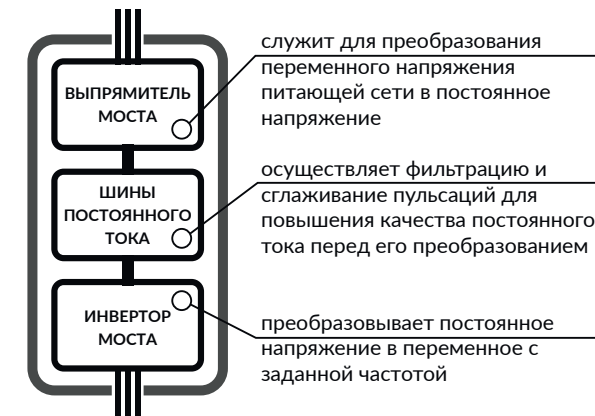 ВЫПРЯМИТЕЛЬ
МОСТА
служит для преобразования
переменного напряжения
питающей сети в постоянное
напряжение
ШИНЫ
ПОСТОЯННОГО
ТОКА
осуществляет фильтрацию и
сглаживание пульсаций для
повышения качества постоянного
тока перед его преобразованием
ИНВЕРТОР
МОСТА
преобразовывает постоянное
напряжение в переменное с
заданной частотой